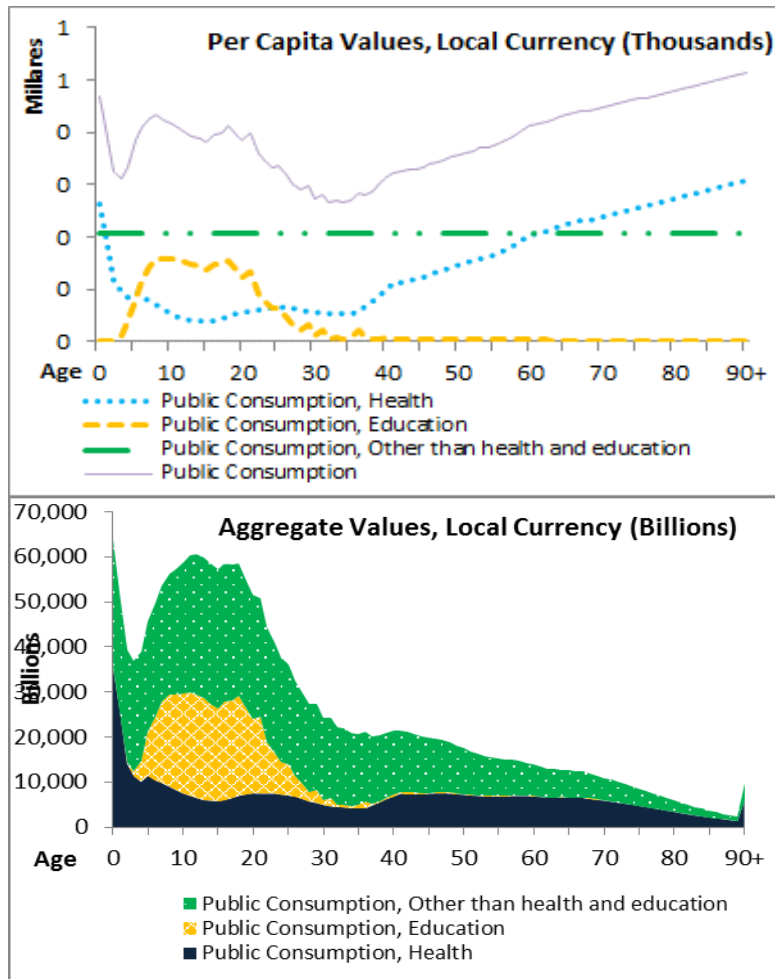 Per Capita Values, Local Currency (Thousands)
Millares
1
1
0
0
0
0
0
Age 0 10 20 30 40 50 60 70 80 90+
Public Consumption, Health
Public Consumption, Education
Public Consumption, Other than health and education
Public Consumption
Aggregate Values, Local Currency (Billions)
Billions
70,000
60,000
50,000
40,000
30,000
20,000
10,000
0
Age 0 10 20 30 40 50 60 70 80 90+
Public Consumption, Other than health and education
Public Consumption, Education
Public Consumption, Health